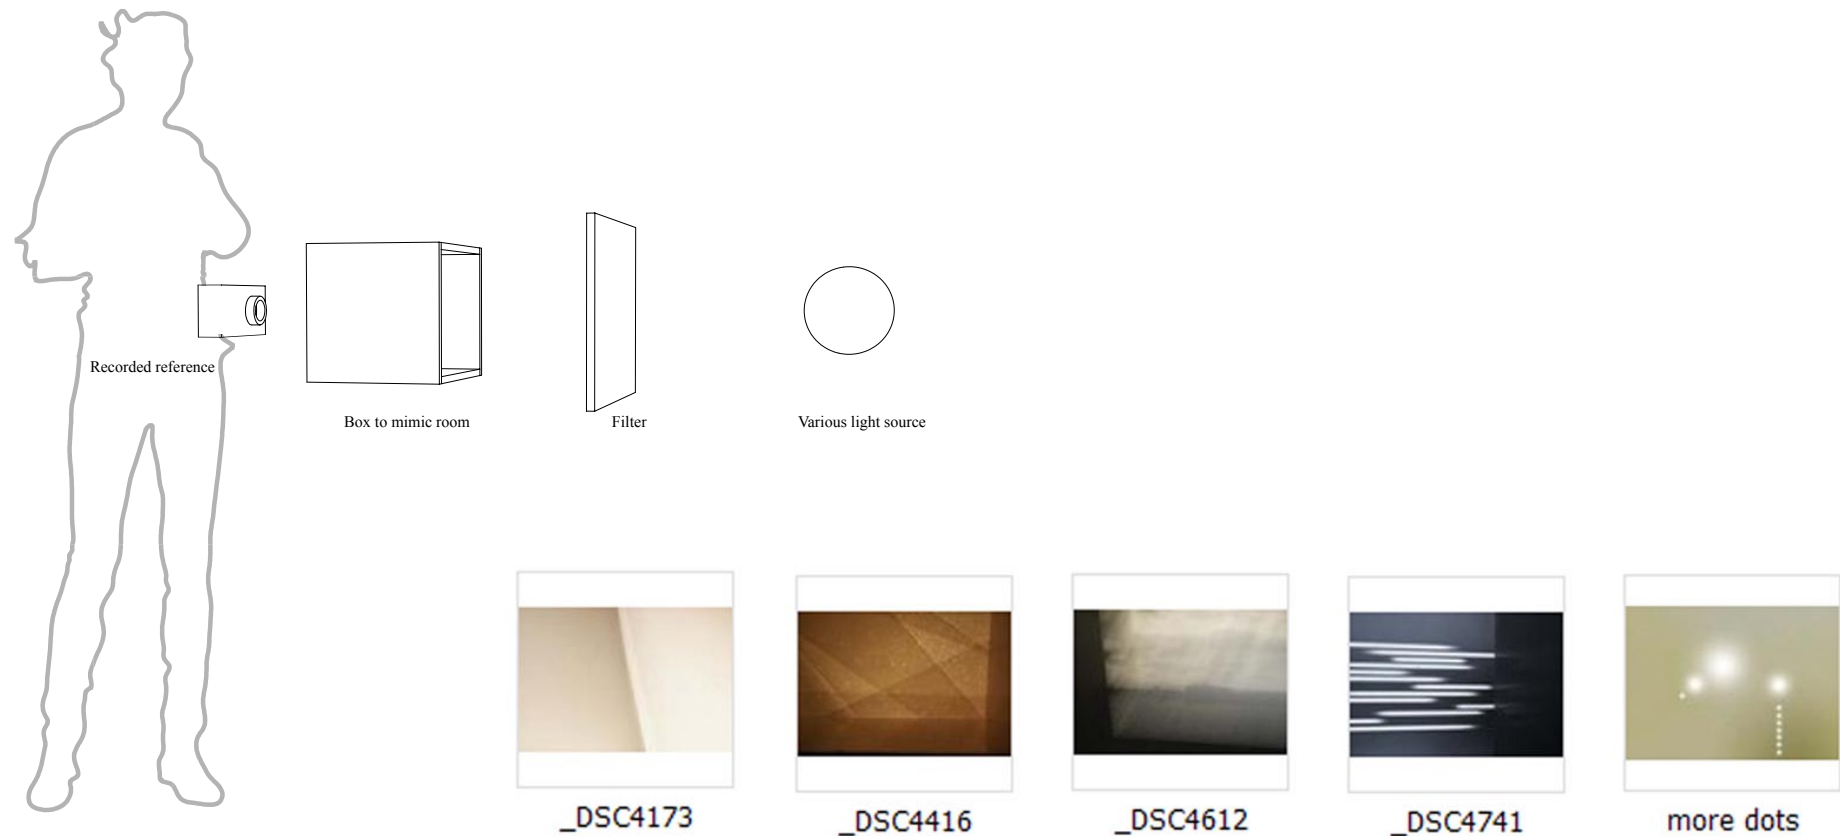 Recorded reference
Box to mimic room
Filter
Various light source
_DSC4173
_DSC4416
_DSC4612
_DSC4741
more dots